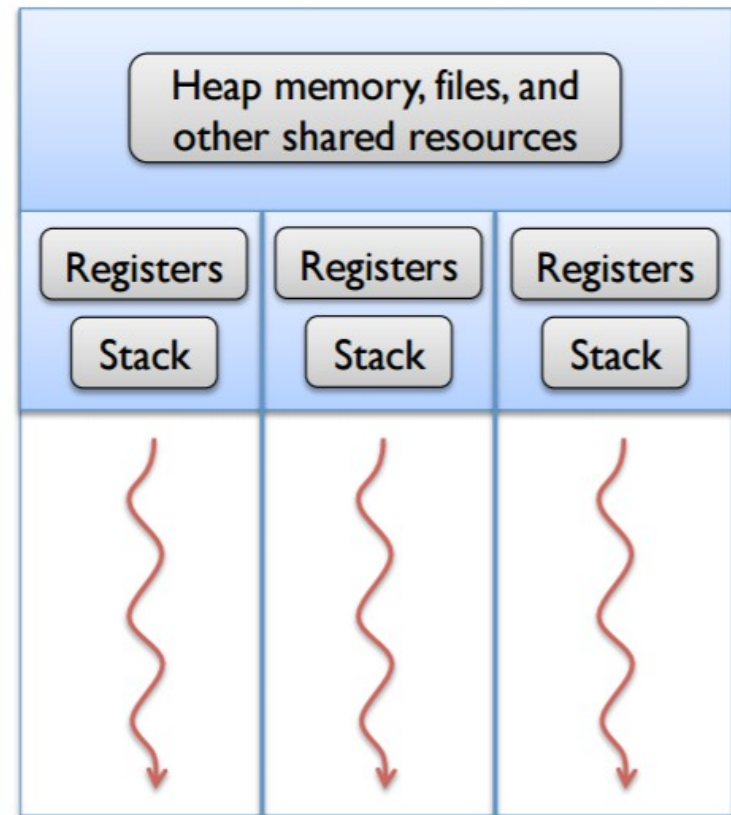 Heap memory, files, and
other shared resources
Registers
Registers
Registers
Stack
Stack
Stack